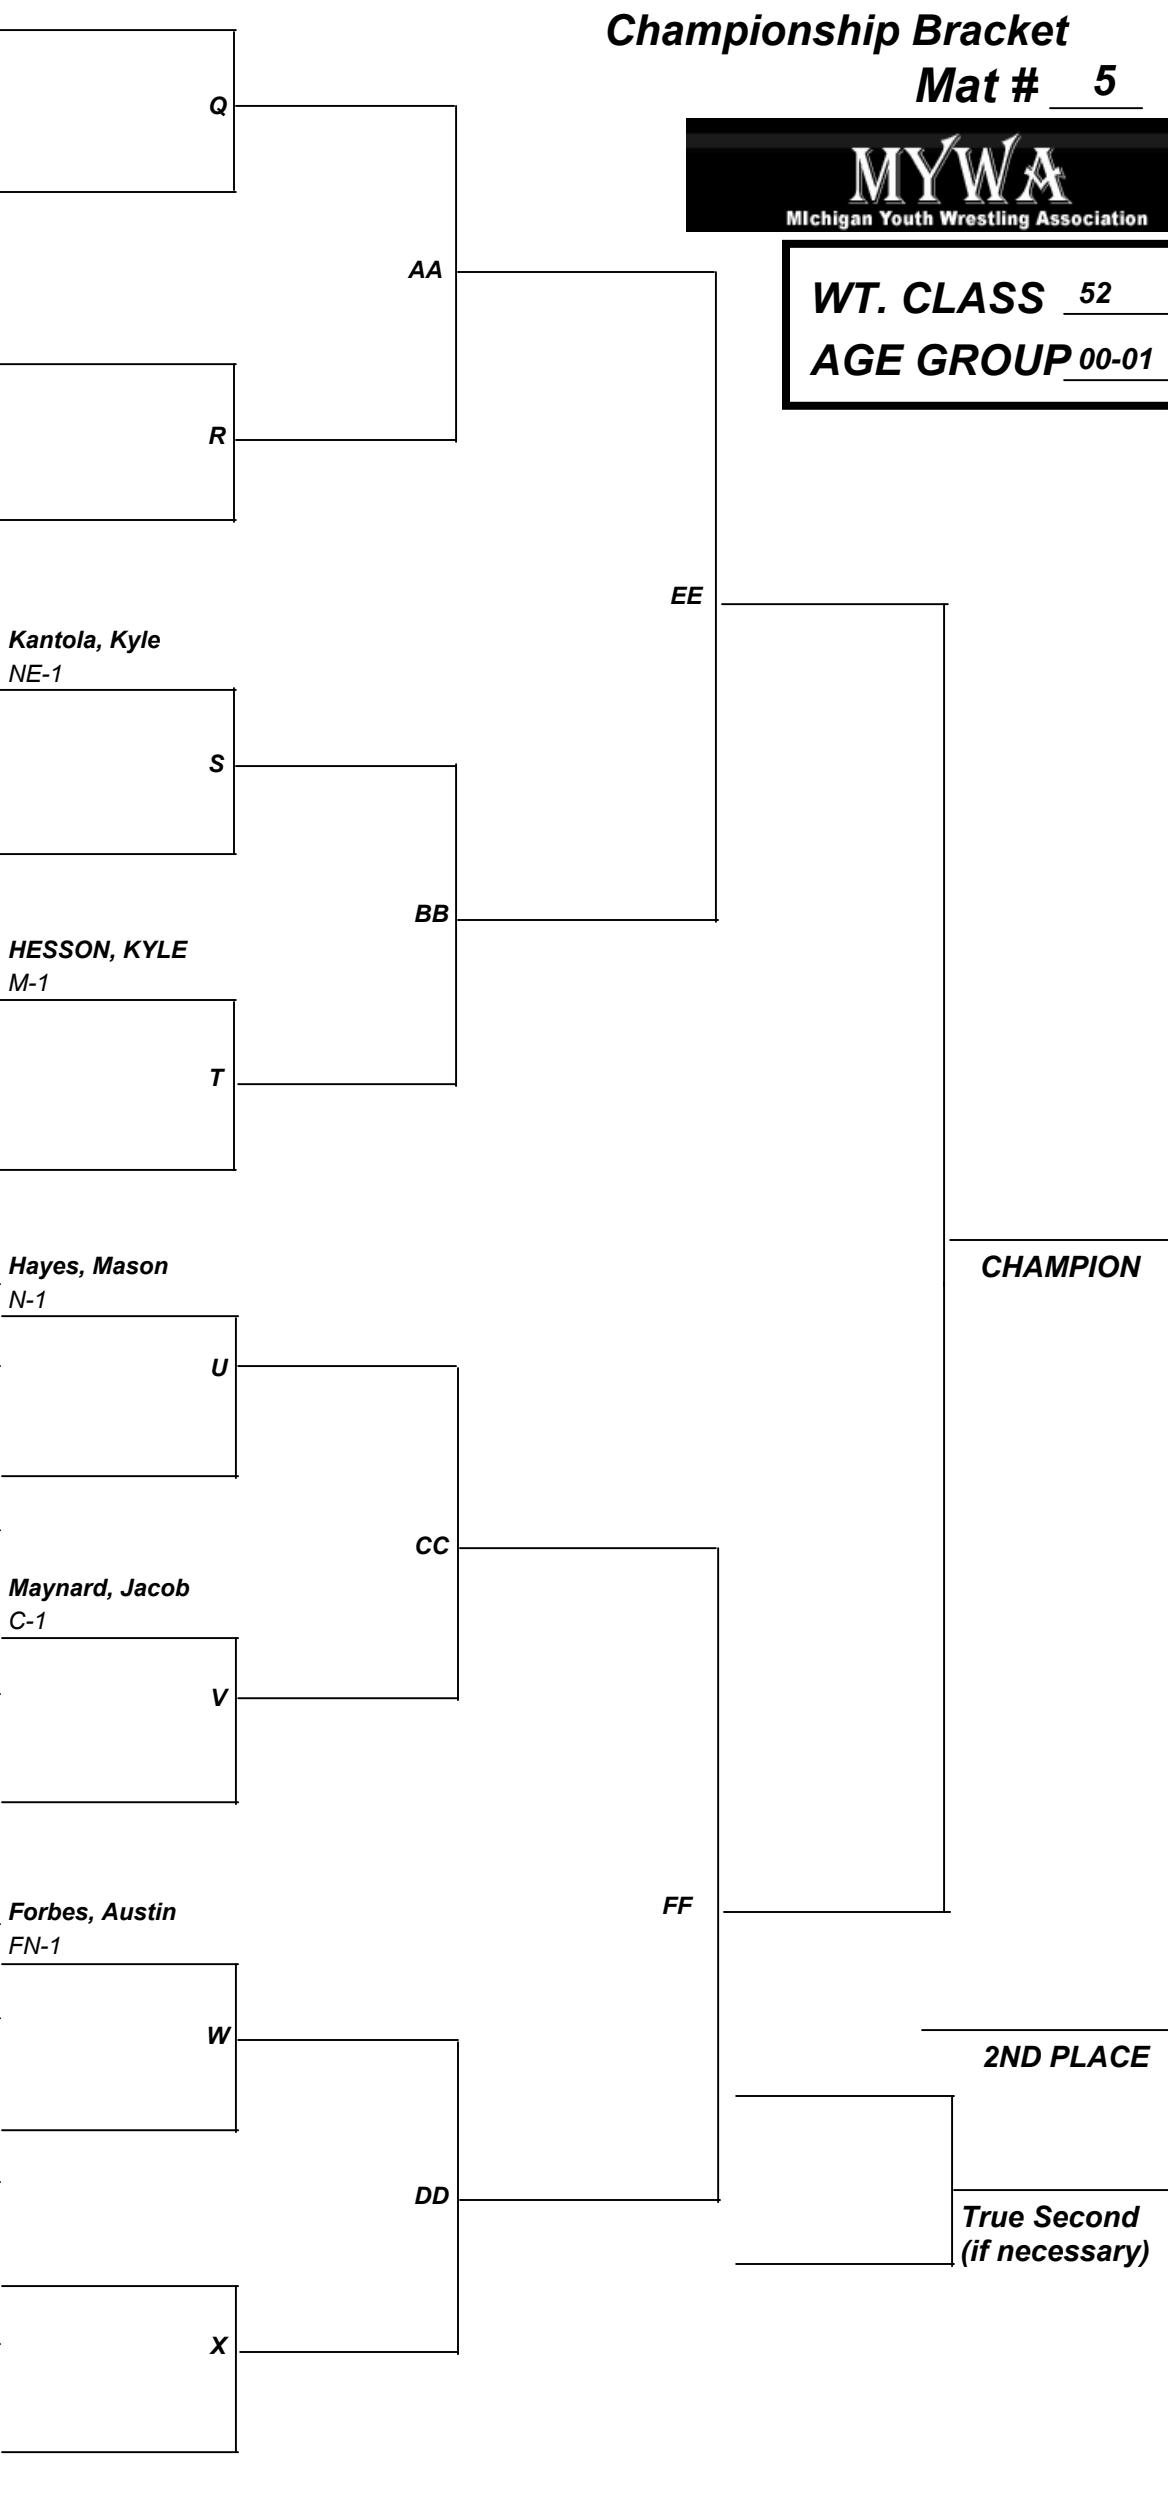 Championship Bracket
Mat # 5
MYWA
MIchigan Youth Wrestling Association
WT. CLASS 52
AGE GROUP 00-01
Q
AA
R
EE
Kantola, Kyle
NE-1
S
BB
HESSON, KYLE
M-1
T
CHAMPION
Hayes, Mason
N-1
U
CC
Maynard, Jacob
C-1
V
Forbes, Austin
FN-1
FF
W
2ND PLACE
DD
True Second
(if necessary)
X